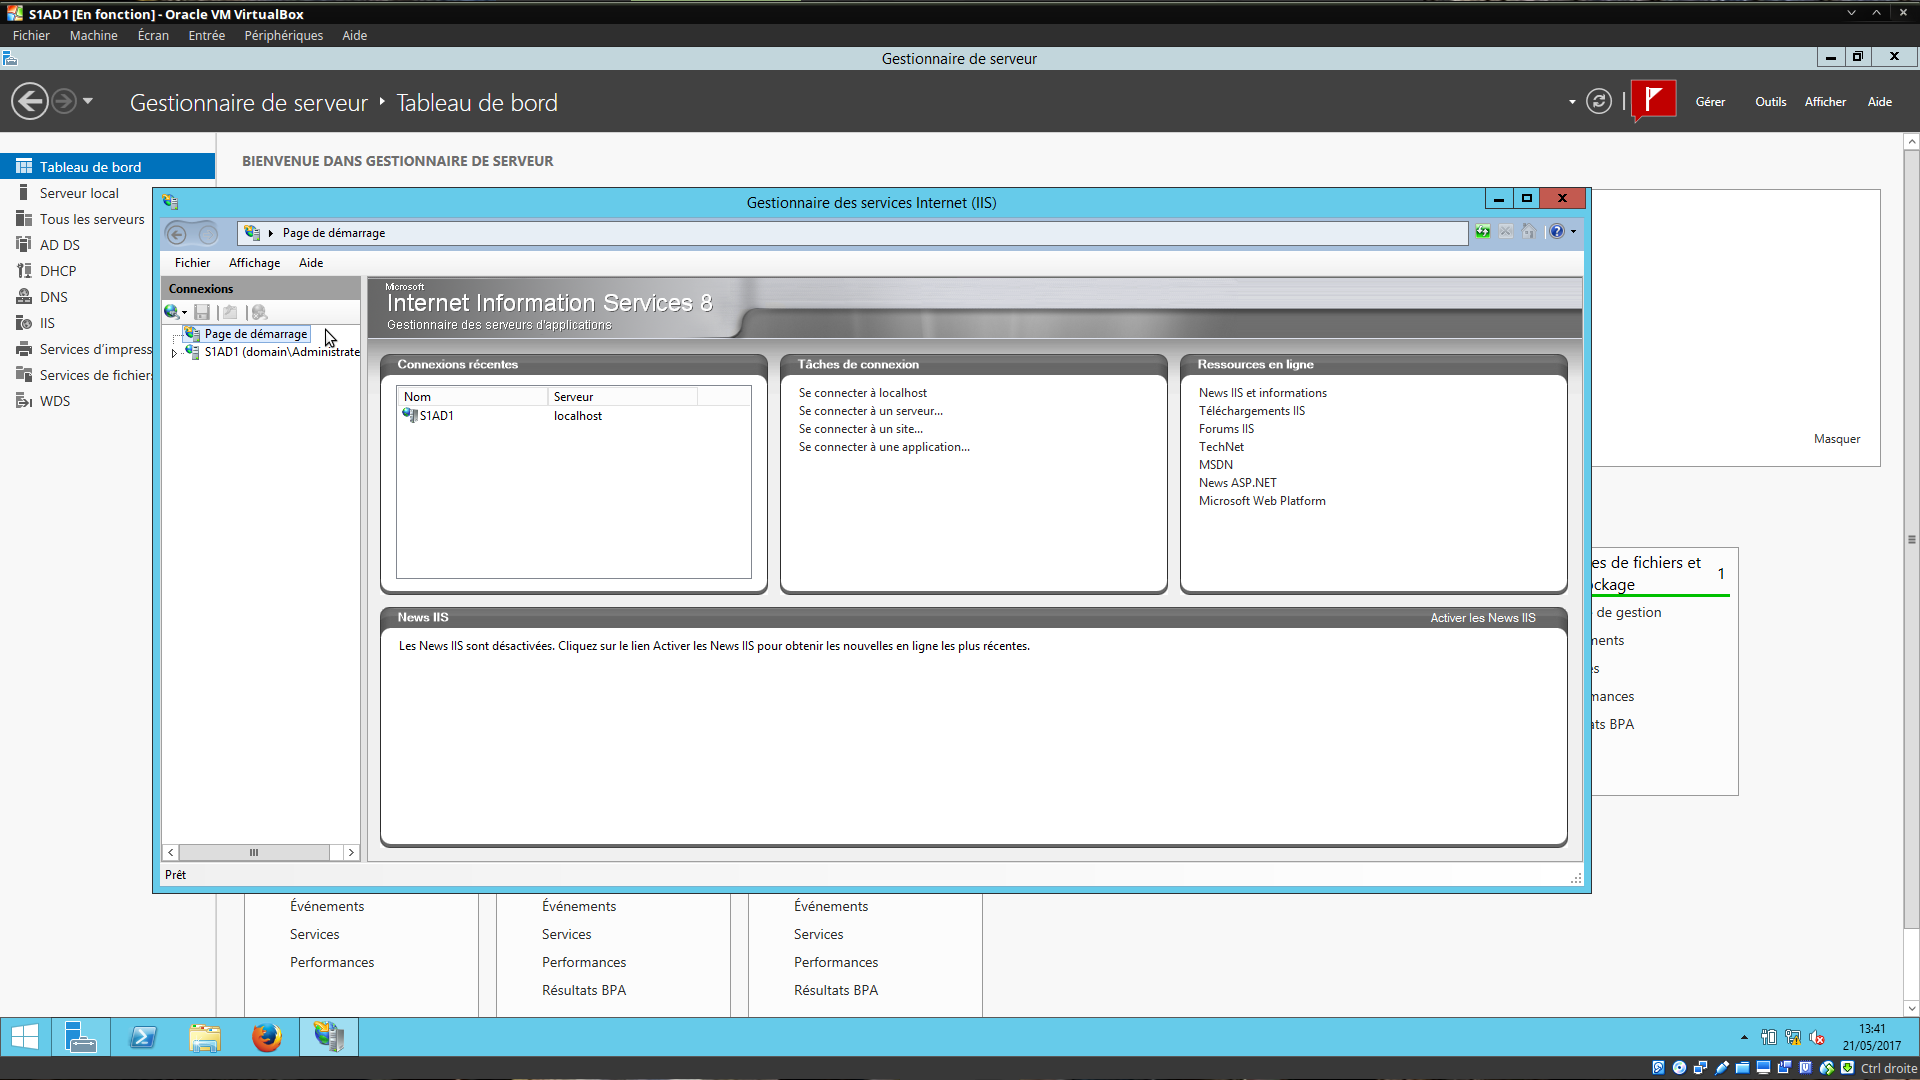 S1AD1 [En fonction] - Oracle VM VirtualBox
Fichier Machine Écran Entrée Périphériques Aide
Gestionnaire de serveur
Gestionnaire de serveur Tableau de bord
Gérer Outils Afficher Aide
BIENVENUE DANS GESTIONNAIRE DE SERVEUR
Tableau de bord
Serveur local
Tous les serveurs
AD DS
DHCP
DNS
IIS
Services d'impress
Services de fichier
WDS
Gestionnaire des services Internet (IIS)
Page de démarrage
Fichier Affichage Aide
Connexions
Page de démarrage
S1AD1 (domain\Administrate
Microsoft
Internet Information Services 8
Gestionnaire des serveurs d'applications
Connexions récentes
Nom Serveur
S1AD1 localhost
Tâches de connexion
Se connecter à localhost
Se connecter à un serveur...
Se connecter à un site...
Se connecter à une application...
Ressources en ligne
News IIS et informations
Téléchargements IIS
Forums IIS
TechNet
MSDN
News ASP.NET
Microsoft Web Platform
News IIS Activer les News IIS
Les News IIS sont désactivées. Cliquez sur le lien Activer les News IIS pour obtenir les nouvelles en ligne les plus récentes.
Prêt
Masquer
es de fichiers et
ockage 1
de gestion
nents
es
mances
ats BPA
Événements
Services
Performances
Événements
Services
Performances
Résultats BPA
Événements
Services
Performances
Résultats BPA
13:41
21/05/2017
Ctrl droite